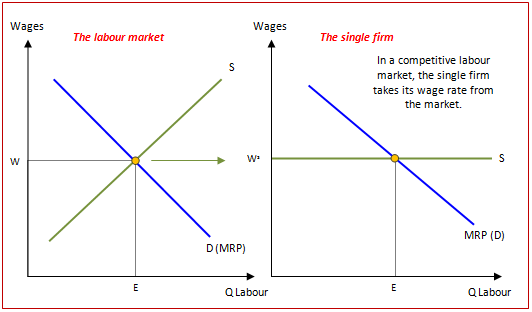 Wages
The labour market
S
W
D (MRP)
E
Q Labour
Wages
The single firm
In a competitive labour
market, the single firm
takes its wage rate from
the market.
S
MRP (D)
E
Q Labour